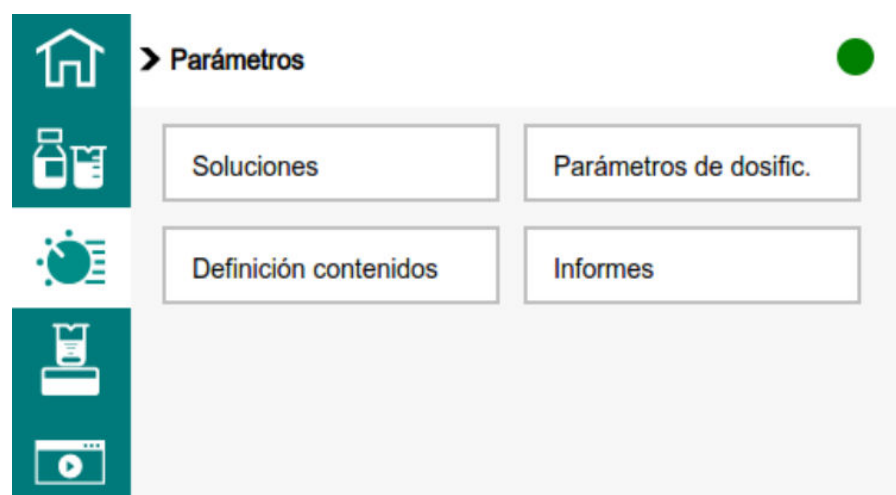 Parámetros
Soluciones
Parámetros de dosific.
Definición contenidos
Informes